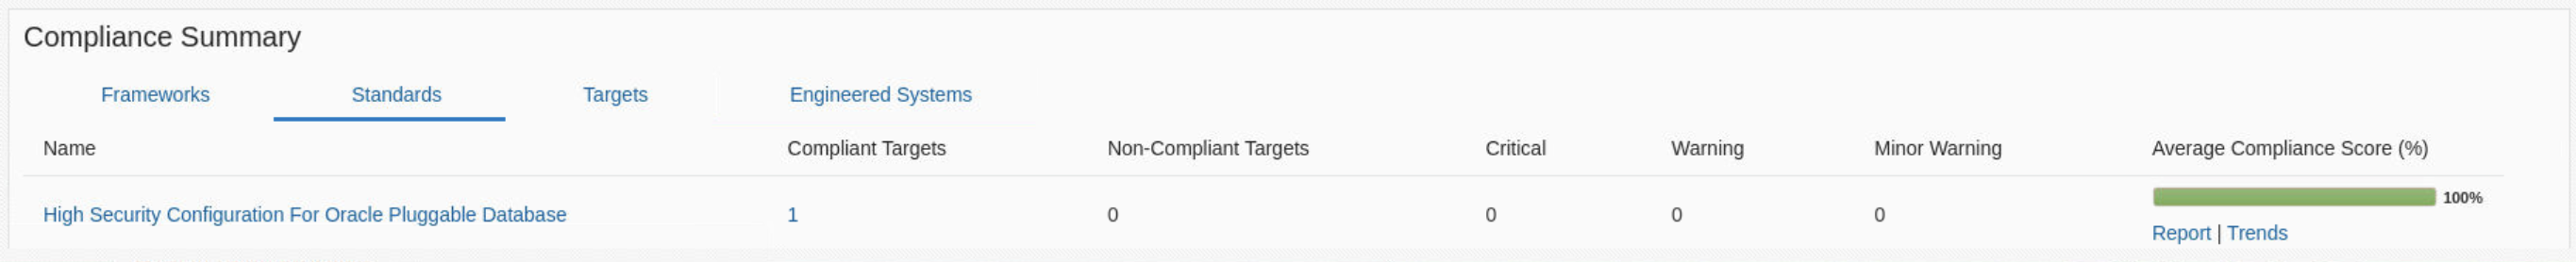 Compliance Summary
Frameworks Standards Targets Engineered Systems
Name Compliant Targets Non-Compliant Targets Critical Warning Minor Warning Average Compliance Score (%)
High Security Configuration For Oracle Pluggable Database 1 0 0 0 0 100%
Report | Trends